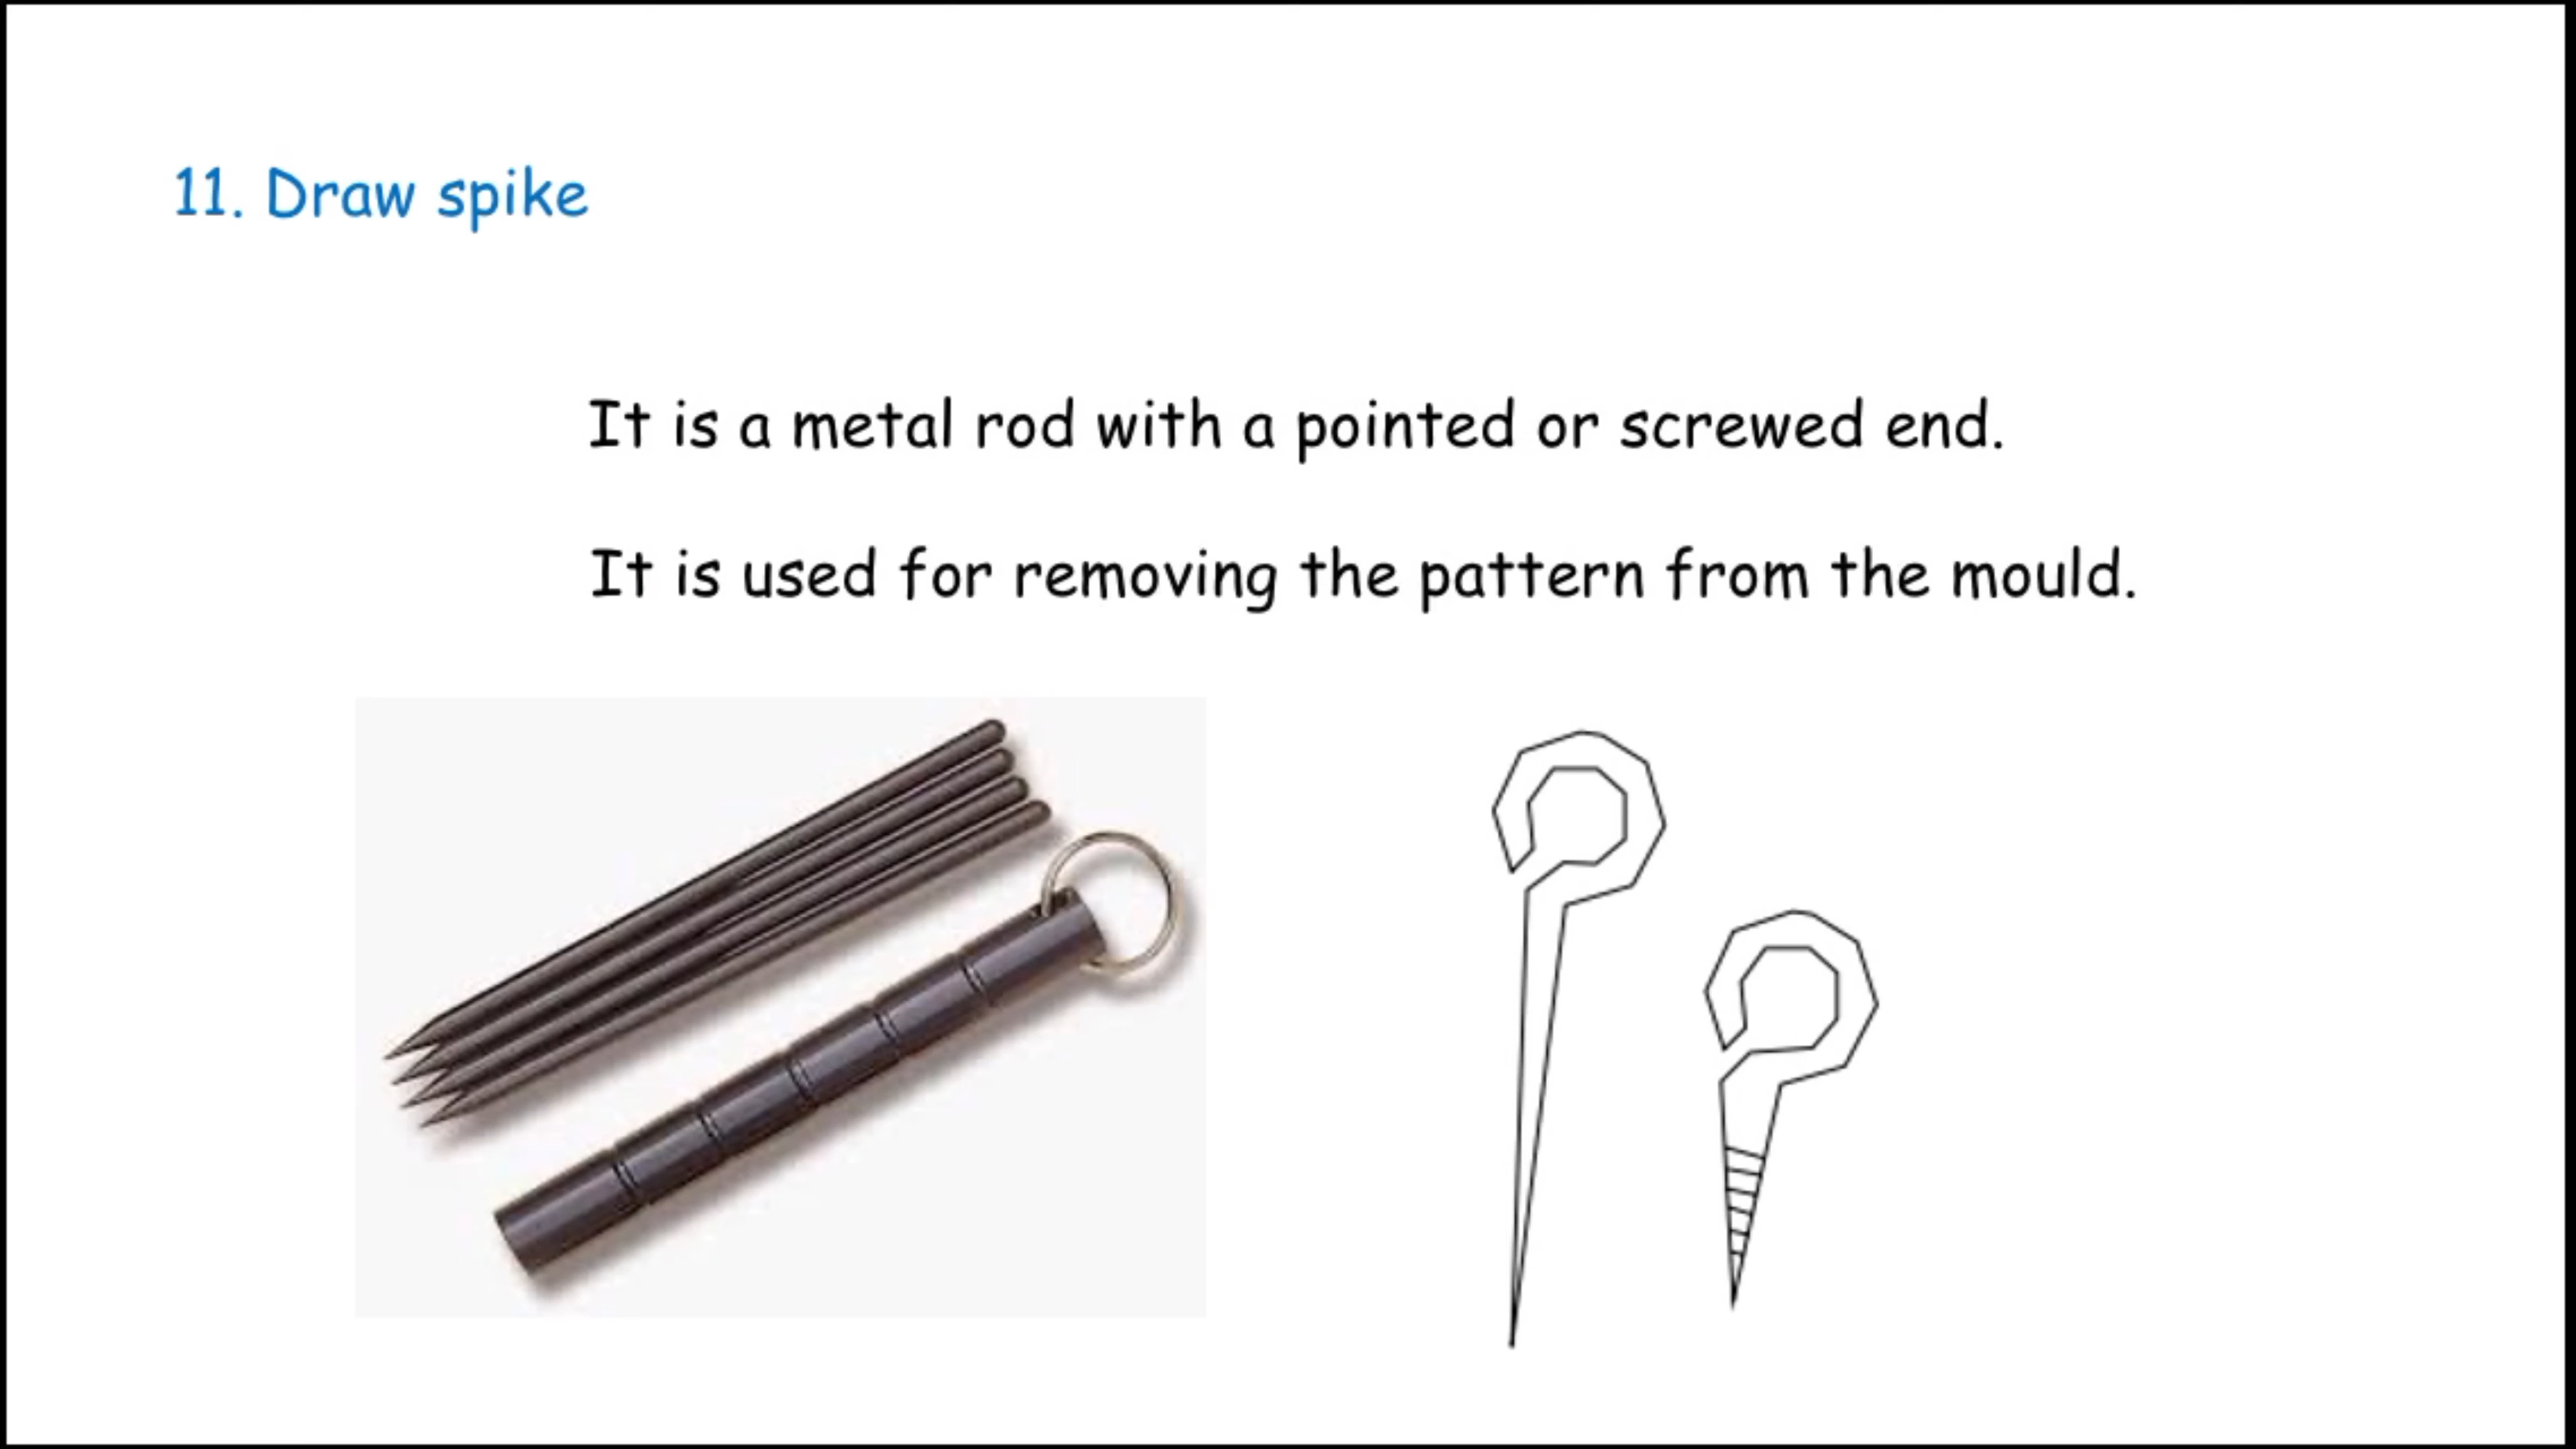 11. Draw spike
It is a metal rod with a pointed or screwed end.
It is used for removing the pattern from the mould.